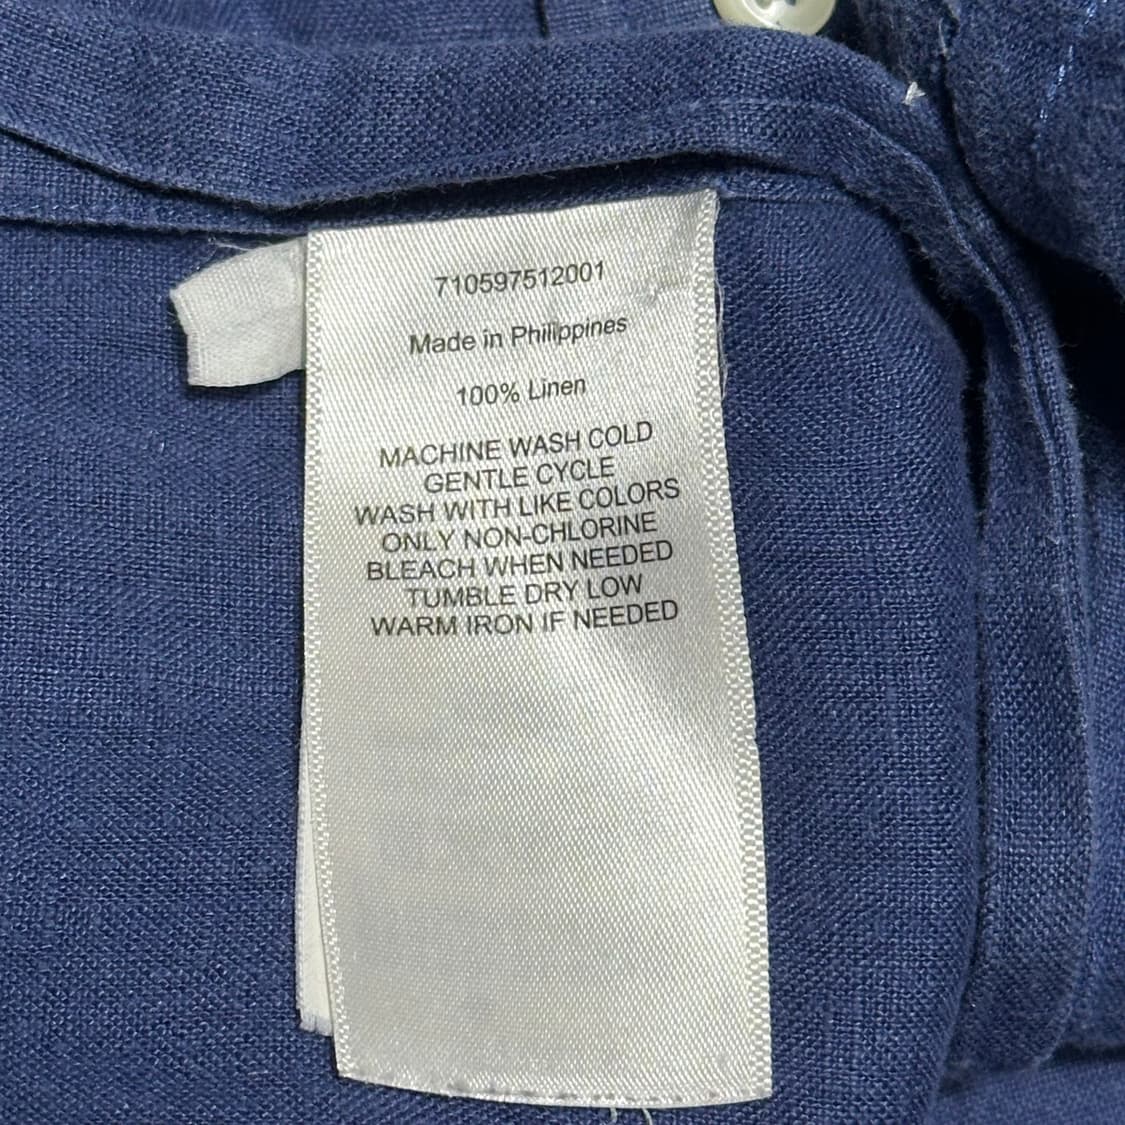 710597512001
Made in Philippines
100% Linen
MACHINE WASH COLD
GENTLE CYCLE
WASH WITH LIKE COLORS
ONLY NON-CHLORINE
BLEACH WHEN NEEDED
TUMBLE DRY LOW
WARM IRON IF NEEDED